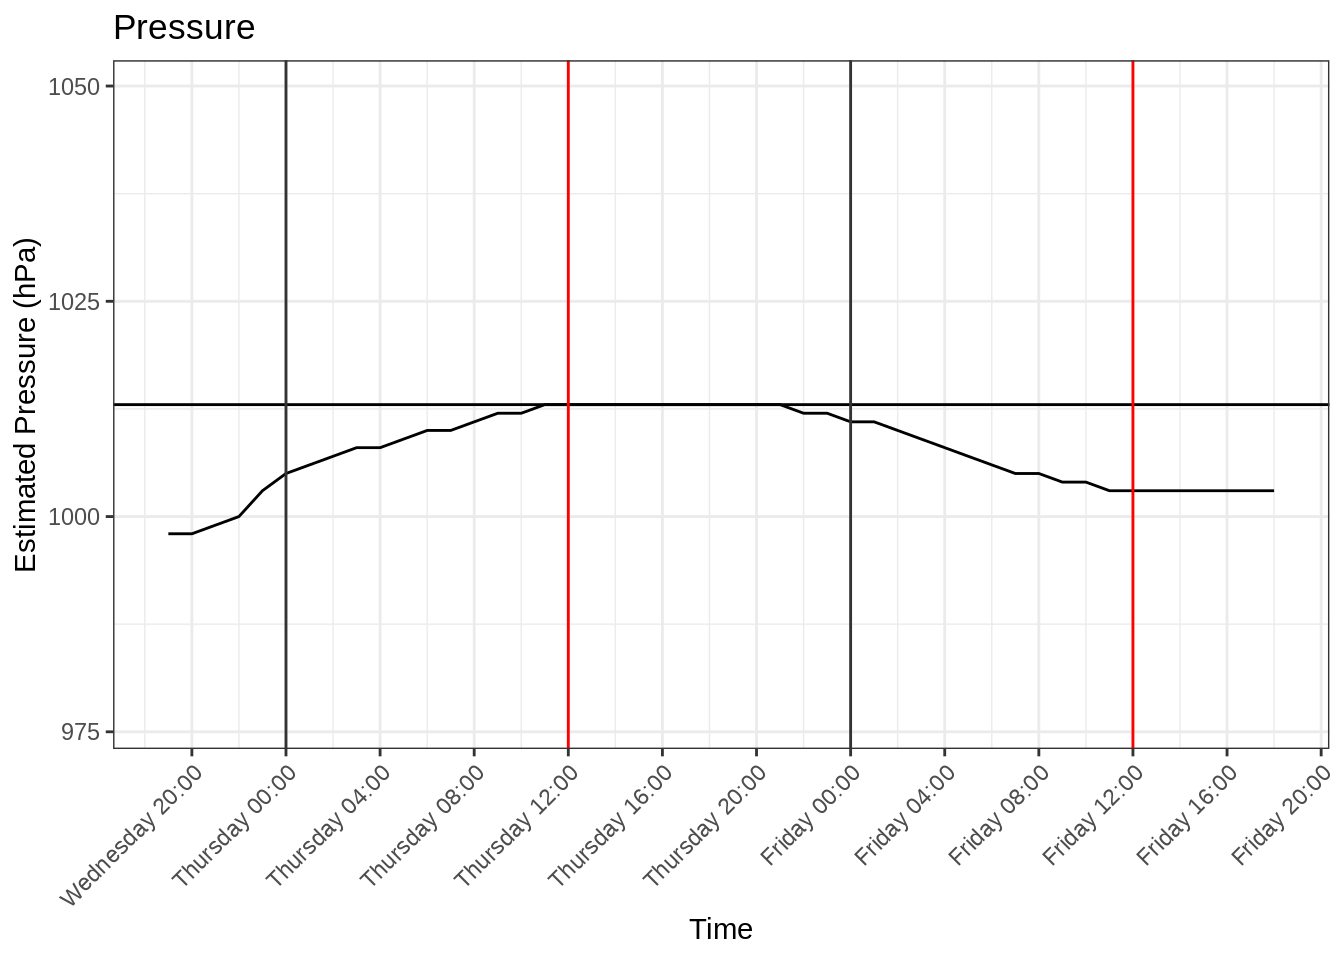 Pressure
Estimated Pressure (hPa)
1050
1025
1000
975
Wednesday 20:00
Thursday 00:00
Thursday 04:00
Thursday 08:00
Thursday 12:00
Thursday 16:00
Thursday 20:00
Friday 00:00
Friday 04:00
Friday 08:00
Friday 12:00
Friday 16:00
Friday 20:00
Time